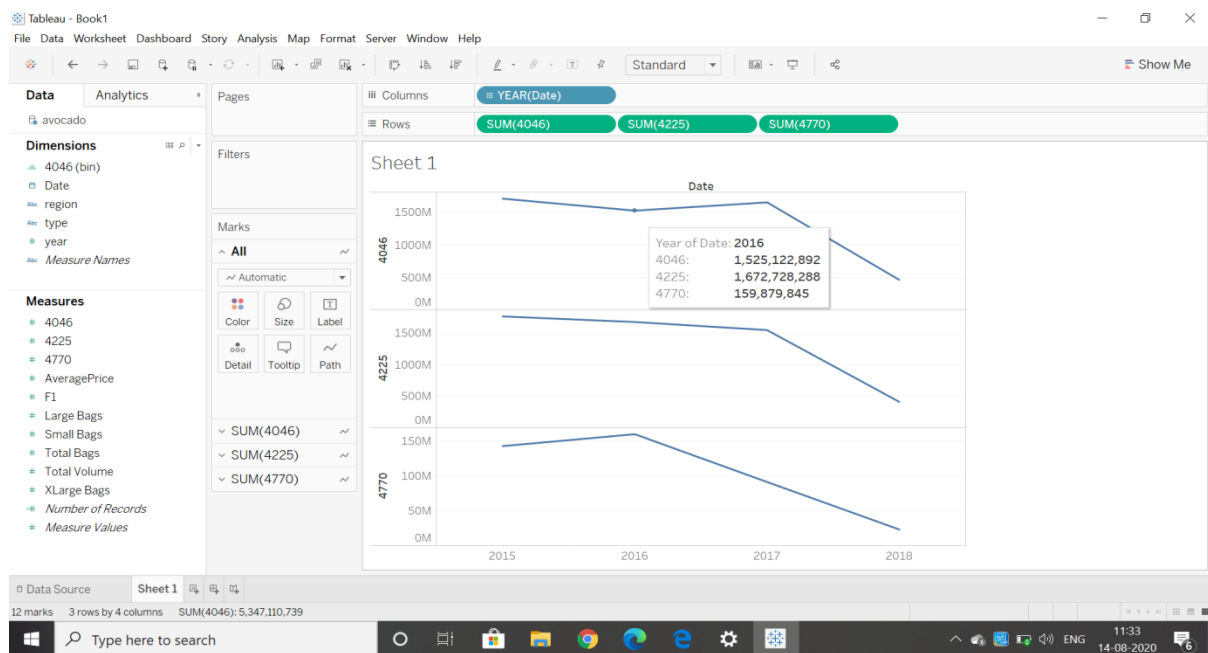 Tableau - Book1
File Data Worksheet Dashboard Story Analysis Map Format Server Window Help
Standard
Show Me
Data
Analytics
avocado
Dimensions
4046 (bin)
Date
Abc region
Abc type
year
Abc Measure Names
Measures
# 4046
# 4225
# 4770
# AveragePrice
# F1
# Large Bags
# Small Bags
# Total Bags
# Total Volume
# XLarge Bags
Number of Records
# Measure Values
Pages
Filters
Marks
All
Automatic
Color Size Label
Detail Tooltip Path
SUM(4046)
SUM(4225)
SUM(4770)
iii Columns
YEAR(Date)
Rows
SUM(4046) SUM(4225) SUM(4770)
Sheet 1
Date
4046
1500M
1000M
500M
0M
Year of Date: 2016
4046: 1,525,122,892
4225: 1,672,728,288
4770: 159,879,845
4225
1500M
1000M
500M
0M
4770
150M
100M
50M
0M
2015 2016 2017 2018
Data Source Sheet 1
12 marks 3 rows by 4 columns SUM(4046): 5,347,110,739
Type here to search
ENG
11:33
14-08-2020
6